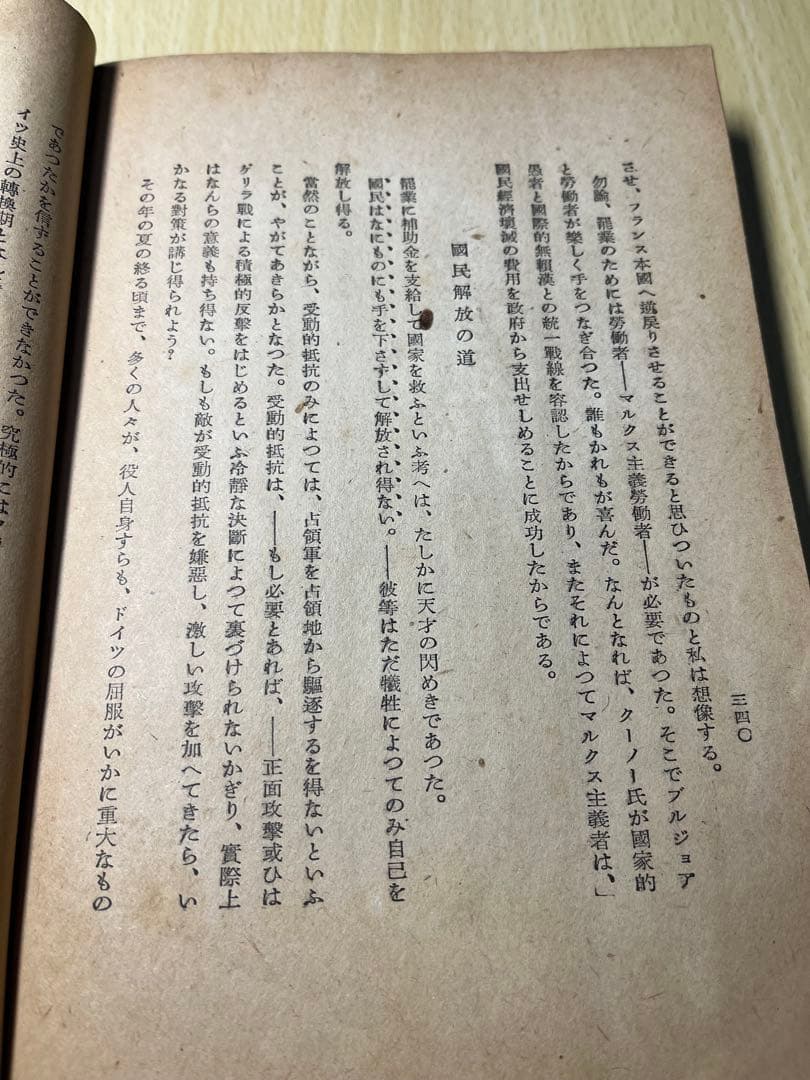 三四〇
させ、フランス本國へ逆戾りさせることができると思ひついたものと私は想像する。
勿論、罷業のためには勞働者――マルクス主義勞働者――が必要であつた。そこでブルジョア
と勞働者が樂しく手をつなぎ合つた。誰もかれもが喜んだ。なんとなれば、クーノー氏が國家的
愚者と國際的無賴漢との統一戰線を容認したからであり、またそれによつてマルクス主義者は、」
國民經濟壞滅の費用を政府から支出せしめることに成功したからである。
國民解放の道
罷業に補助金を支給して國家を救ふといふ考へは、たしかに天才の閃めきであつた。
國民はなにものにも手を下さずして解放され得ない。――彼等はただ犧牲によつてのみ自己を
解放し得る。
當然のことながら、受動的抵抗のみによつては、占領軍を占領地から驅逐するを得ないといふ
ことが、やがてあきらかとなつた。受動的抵抗は、――もし必要とあれば、――正面攻擊或ひは
ゲリラ戰による積極的反擊をはじめるといふ冷靜な決斷によつて裏づけられないかぎり、實際上
はなんらの意義も持ち得ない。もしも敵が受動的抵抗を嫌惡し、激しい攻擊を加へてきたら、い
かなる對策が講じ得られよう？
その年の夏の終る頃まで、多くの人々が、役人自身すらも、ドイツの屈服がいかに重大なもの
であつたかを信ずることができなかつた。究極的には
イツ史上の轉換期と